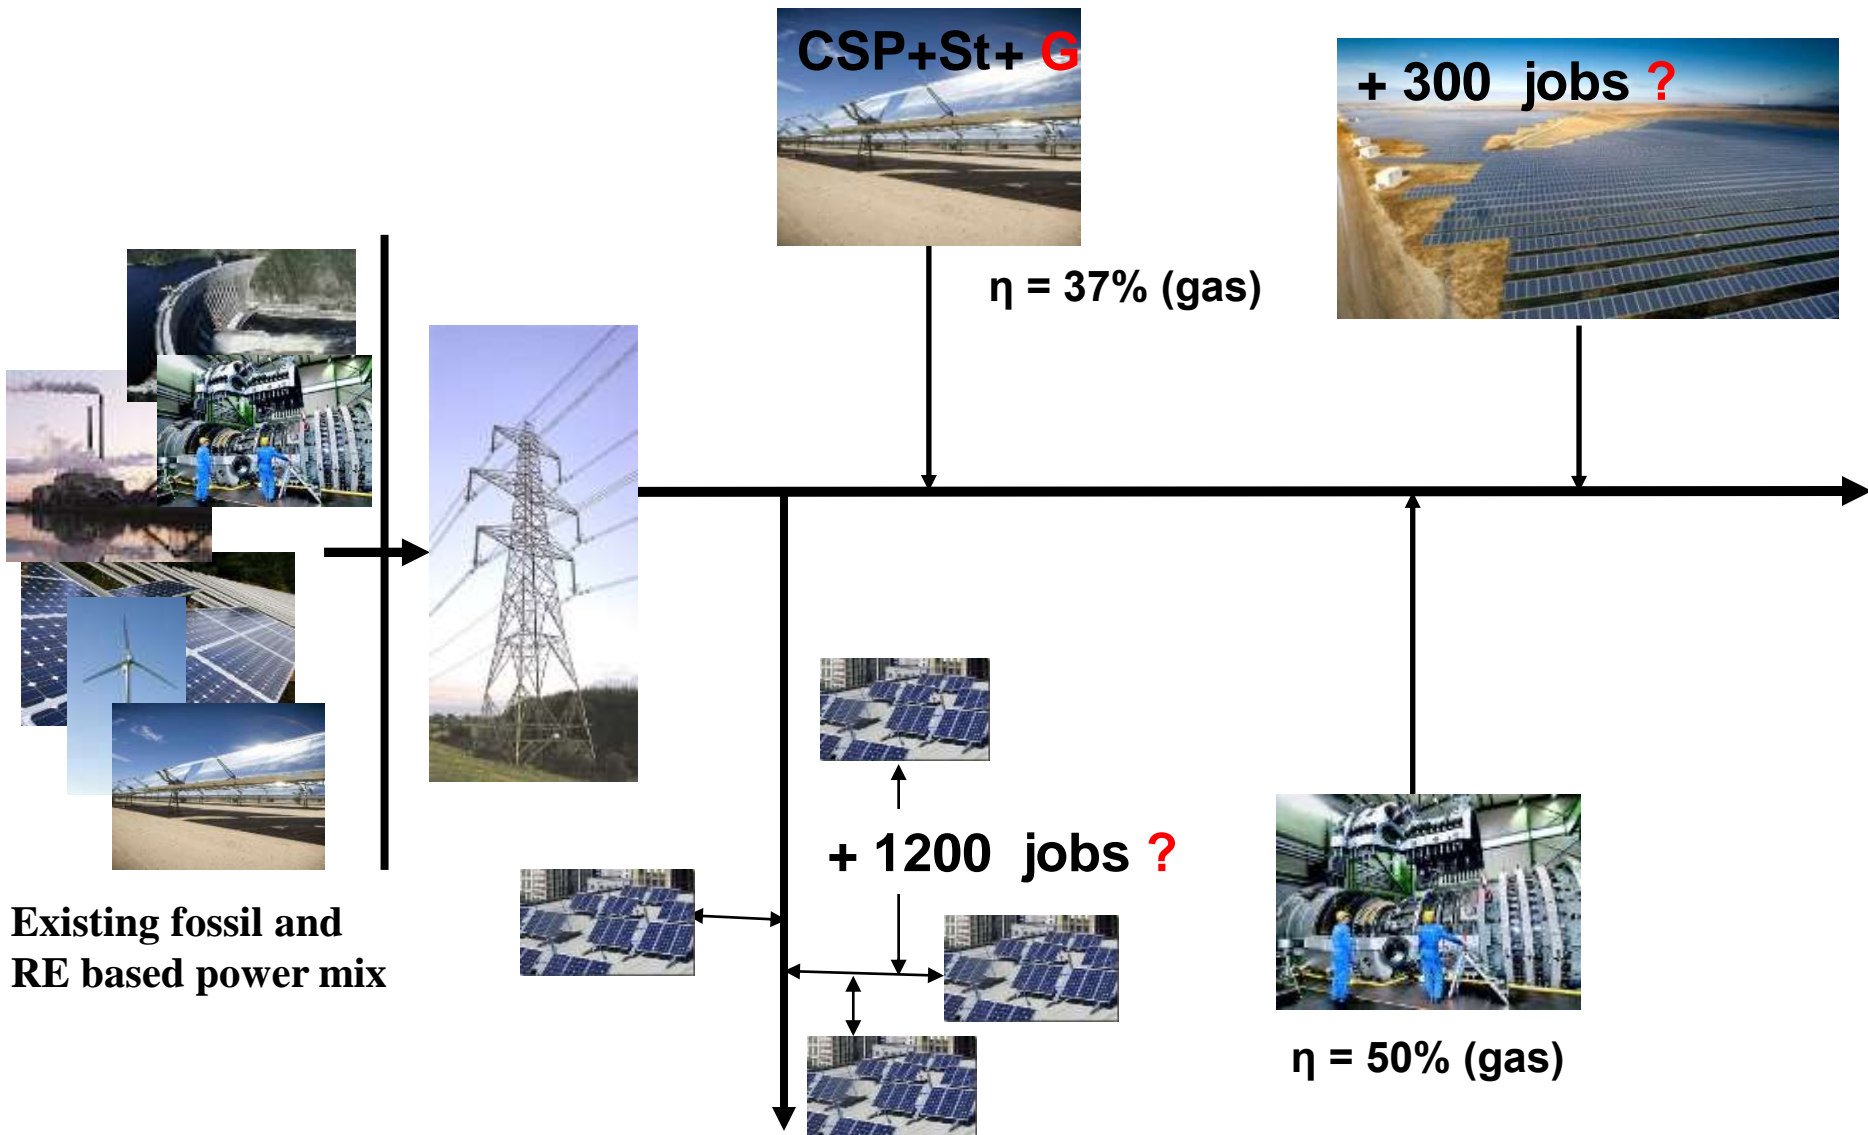 CSP+St+ G
+ 300 jobs ?
η = 37% (gas)
+ 1200 jobs ?
Existing fossil and
RE based power mix
η = 50% (gas)